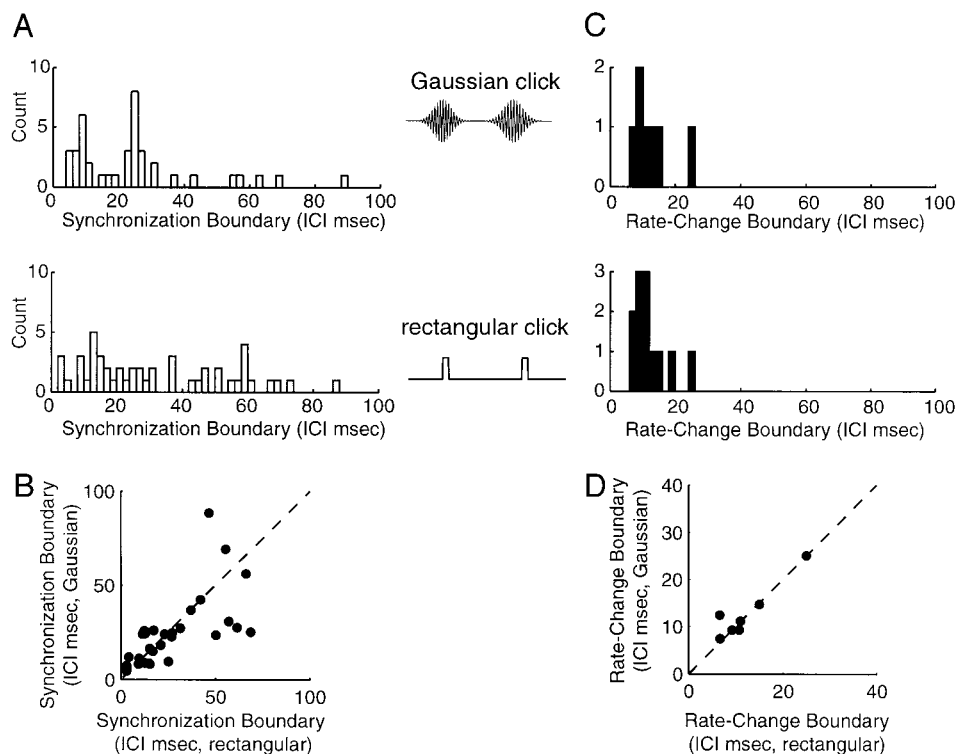 A
C
10
5
0
Count
0 20 40 60 80 100
Synchronization Boundary (ICI msec)
Gaussian click
2
1
0
0 20 40 60 80 100
Rate-Change Boundary (ICI msec)
10
5
0
Count
0 20 40 60 80 100
Synchronization Boundary (ICI msec)
rectangular click
3
2
1
0
0 20 40 60 80 100
Rate-Change Boundary (ICI msec)
B
100
50
0
Synchronization Boundary
(ICI msec, Gaussian)
0 50 100
Synchronization Boundary
(ICI msec, rectangular)
D
40
30
20
10
0
Rate-Change Boundary
(ICI msec, Gaussian)
0 20 40
Rate-Change Boundary
(ICI msec, rectangular)